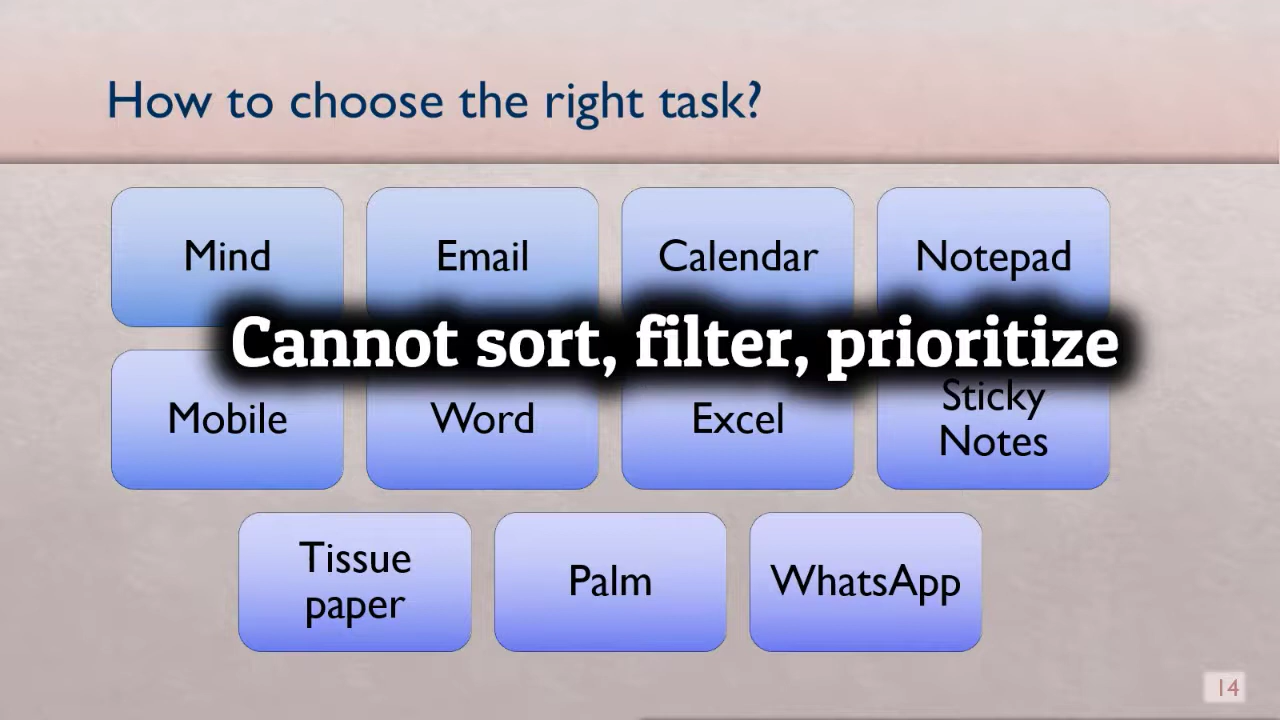 How to choose the right task?
Mind
Email
Calendar
Notepad
Cannot sort, filter, prioritize
Mobile
Word
Excel
Sticky
Notes
Tissue
paper
Palm
WhatsApp
14